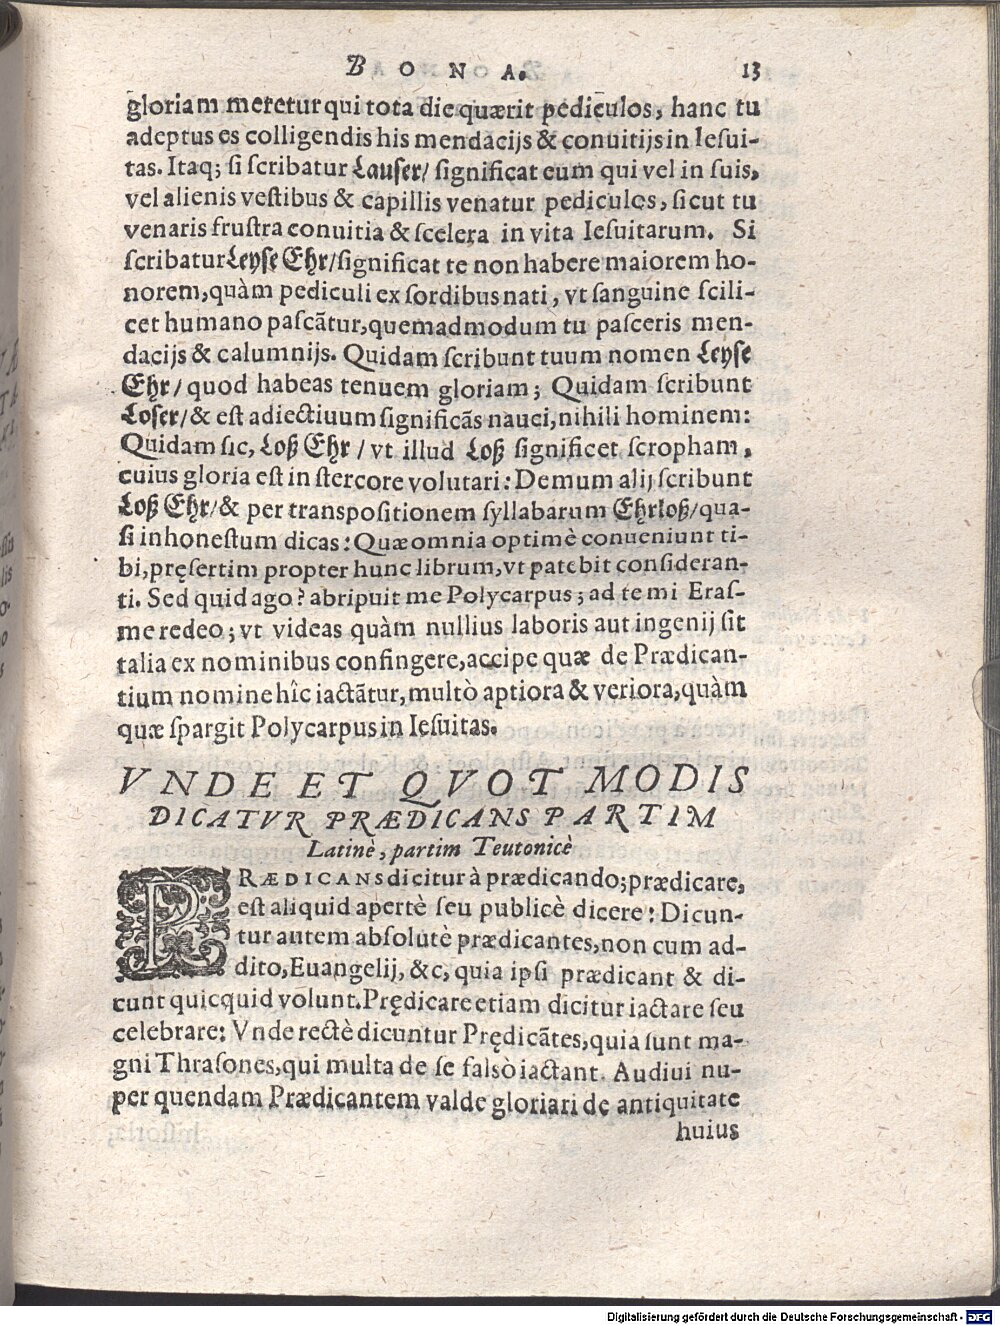 BONA. 13
gloriam meretur qui tota die quærit pediculos, hanc tu
adeptus es colligendis his mendacijs & conuitijs in Iesui-
tas. Itaq; si scribatur Lauser/ significat eum qui vel in suis,
vel alienis vestibus & capillis venatur pediculos, sicut tu
venaris frustra conuitia & scelera in vita Iesuitarum. Si
scribatur Leyse Ehr/ significat te non habere maiorem ho-
norem, quàm pediculi ex sordibus nati, vt sanguine scili-
cet humano pascãtur, quemadmodum tu pasceris men-
dacijs & calumnijs. Quidam scribunt tuum nomen Leyse
Ehr/ quod habeas tenuem gloriam; Quidam scribunt
Loser/ & est adiectiuum significãs nauci, nihili hominem:
Quidam sic, Loß Ehr / vt illud Loß significet scropham,
cuius gloria est in stercore volutari: Demum alij scribunt
Loß Ehr/ & per transpositionem syllabarum Ehrloß/ qua-
si inhonestum dicas: Quæ omnia optimè conueniunt ti-
bi, pręsertim propter hunc librum, vt patebit consideran-
ti. Sed quid ago? abripuit me Polycarpus; ad te mi Eras-
me redeo; vt videas quàm nullius laboris aut ingenij sit
talia ex nominibus confingere, accipe quæ de Prædican-
tium nomine hîc iactãtur, multò aptiora & veriora, quàm
quæ spargit Polycarpus in Iesuitas.
VNDE ET QVOT MODIS
DICATVR PRÆDICANS PARTIM
Latinè, partim Teutonicè
PRÆDICANS dicitur à prædicando; prædicare,
est aliquid apertè seu publicè dicere: Dicun-
tur autem absolutè prædicantes, non cum ad-
dito, Euangelij, &c, quia ipsi prædicant & di-
cunt quicquid volunt. Prędicare etiam dicitur iactare seu
celebrare: Vnde rectè dicuntur Prędicãtes, quia sunt ma-
gni Thrasones, qui multa de se falsò iactant. Audiui nu-
per quendam Prædicantem valde gloriari de antiquitate
huius
Digitalisierung gefördert durch die Deutsche Forschungsgemeinschaft - DFG